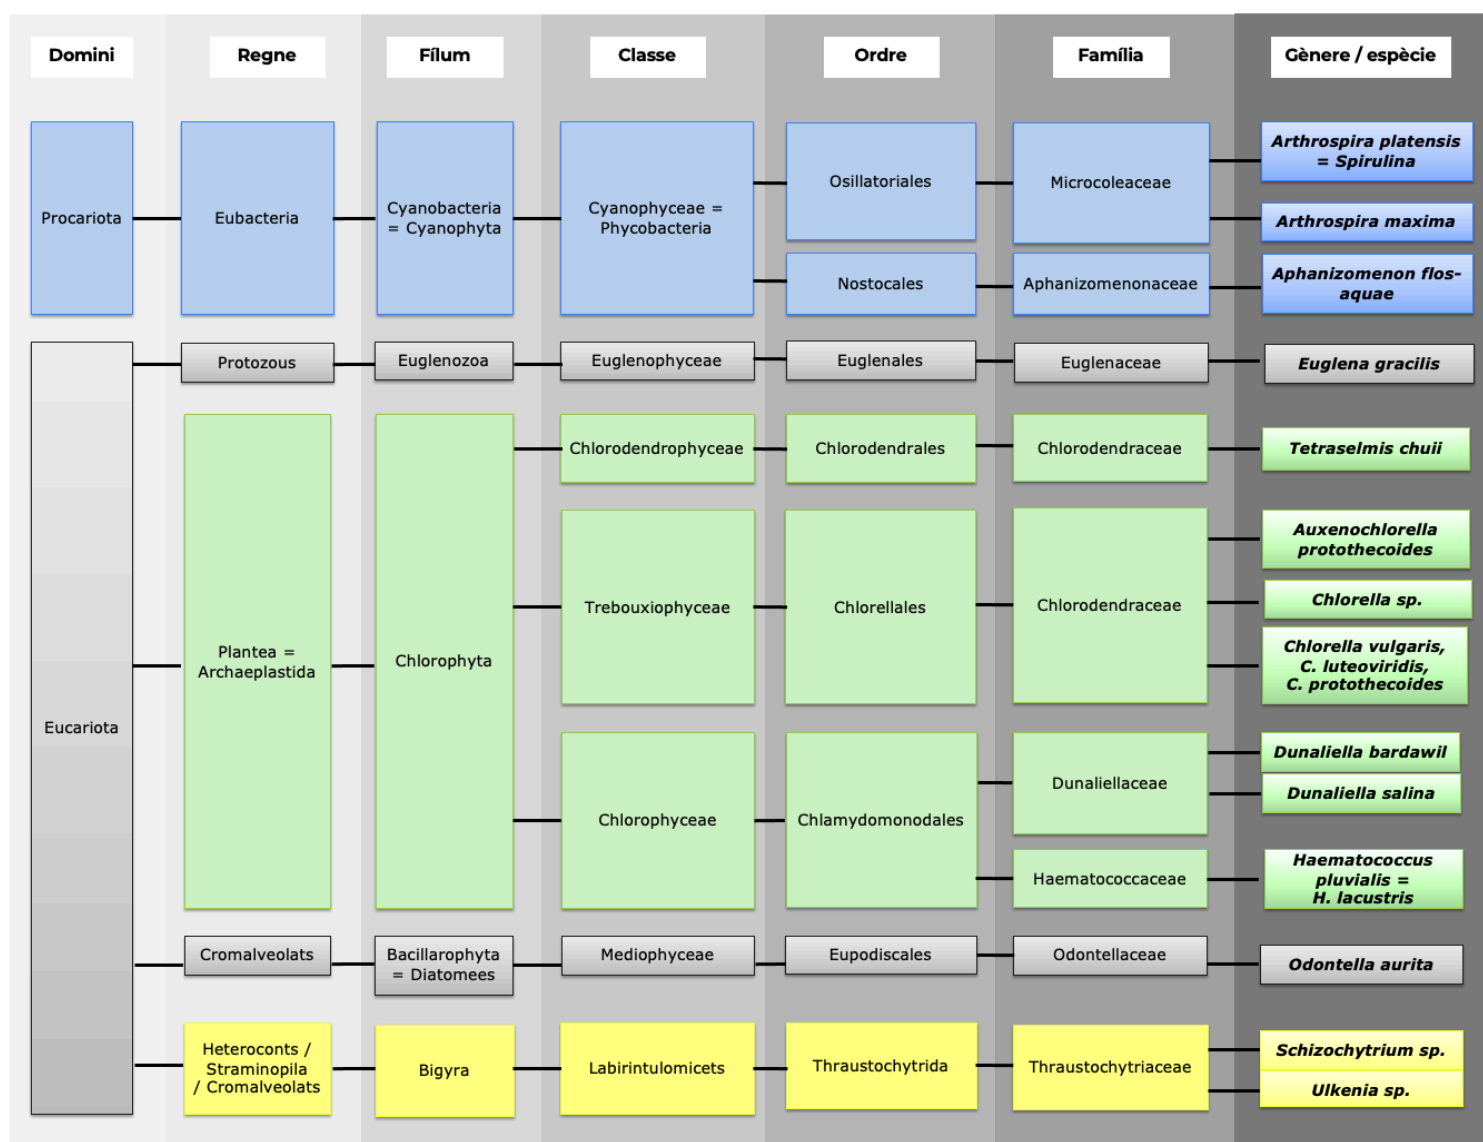 Domini
Regne
Fílum
Classe
Ordre
Família
Gènere / espècie
Procariota
Eubacteria
Cyanobacteria
= Cyanophyta
Cyanophyceae =
Phycobacteria
Osillatoriales
Microcoleaceae
Arthrospira platensis
= Spirulina
Arthrospira maxima
Nostocales
Aphanizomenonaceae
Aphanizomenon flos-
aquae
Eucariota
Protozous
Euglenozoa
Euglenophyceae
Euglenales
Euglenaceae
Euglena gracilis
Plantea =
Archaeplastida
Chlorophyta
Chlorodendrophyceae
Chlorodendrales
Chlorodendraceae
Tetraselmis chuii
Trebouxiophyceae
Chlorellales
Chlorodendraceae
Auxenochlorella
protothecoides
Chlorella sp.
Chlorella vulgaris,
C. luteoviridis,
C. protothecoides
Chlorophyceae
Chlamydomonodales
Dunaliellaceae
Dunaliella bardawil
Dunaliella salina
Haematococcaceae
Haematococcus
pluvialis =
H. lacustris
Cromalveolats
Bacillarophyta
= Diatomees
Mediophyceae
Eupodiscales
Odontellaceae
Odontella aurita
Heteroconts /
Straminopila
/ Cromalveolats
Bigyra
Labirintulomicets
Thraustochytrida
Thraustochytriaceae
Schizochytrium sp.
Ulkenia sp.